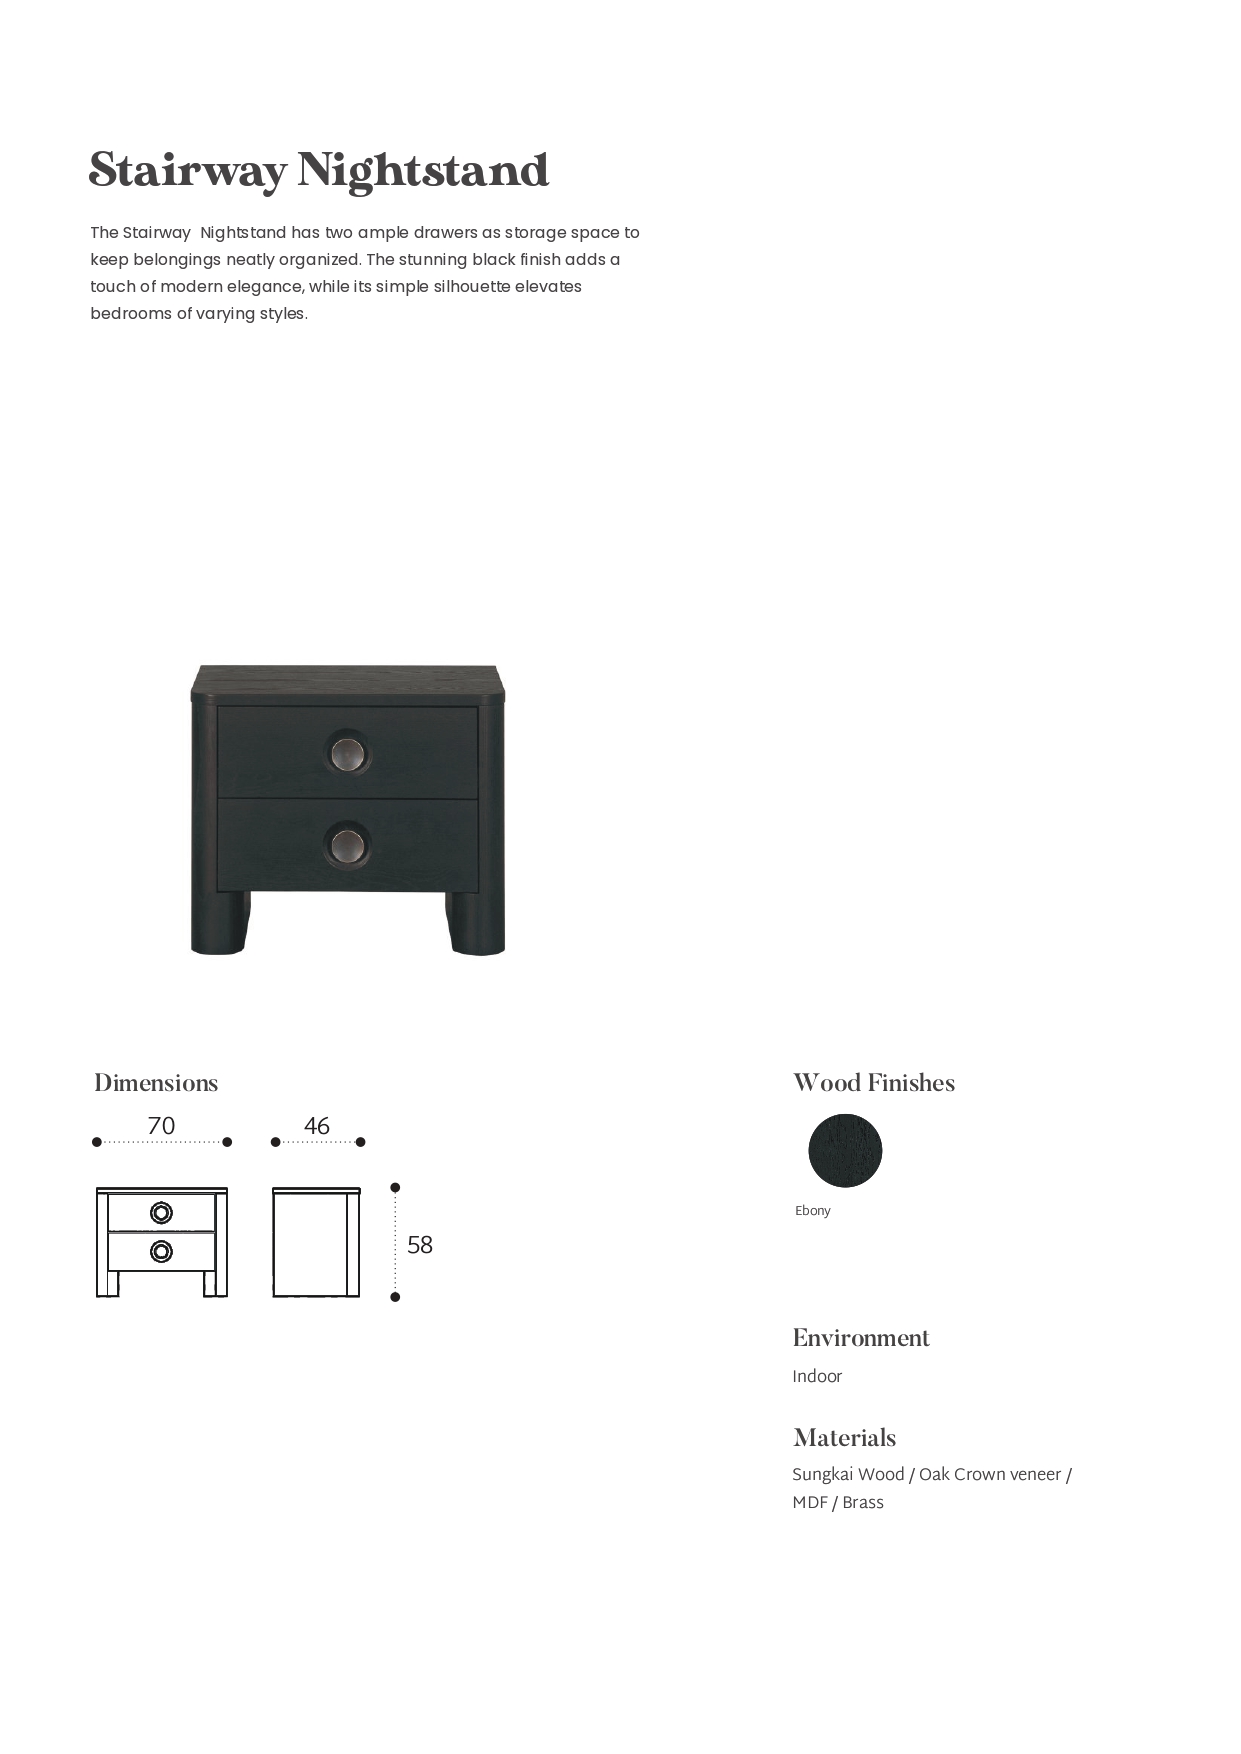 Stairway Nightstand
The Stairway  Nightstand has two ample drawers as storage space to
keep belongings neatly organized. The stunning black finish adds a
touch of modern elegance, while its simple silhouette elevates
bedrooms of varying styles.
Dimensions
70
46
58
Wood Finishes
Ebony
Environment
Indoor
Materials
Sungkai Wood / Oak Crown veneer /
MDF / Brass